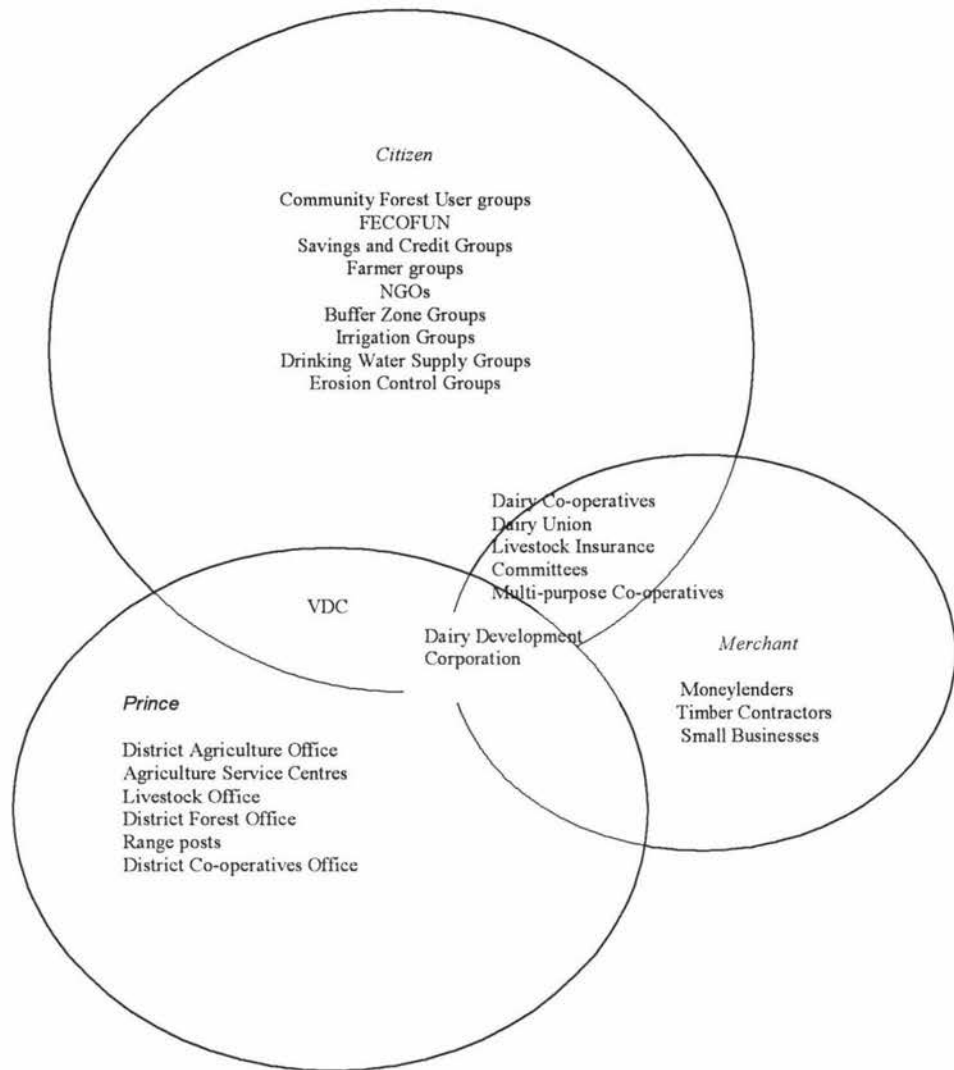 Citizen
Community Forest User groups
FECOFUN
Savings and Credit Groups
Farmer groups
NGOs
Buffer Zone Groups
Irrigation Groups
Drinking Water Supply Groups
Erosion Control Groups
Dairy Co-operatives
Dairy Union
Livestock Insurance
Committees
Multi-purpose Co-operatives
VDC
Dairy Development
Corporation
Merchant
Moneylenders
Timber Contractors
Small Businesses
Prince
District Agriculture Office
Agriculture Service Centres
Livestock Office
District Forest Office
Range posts
District Co-operatives Office